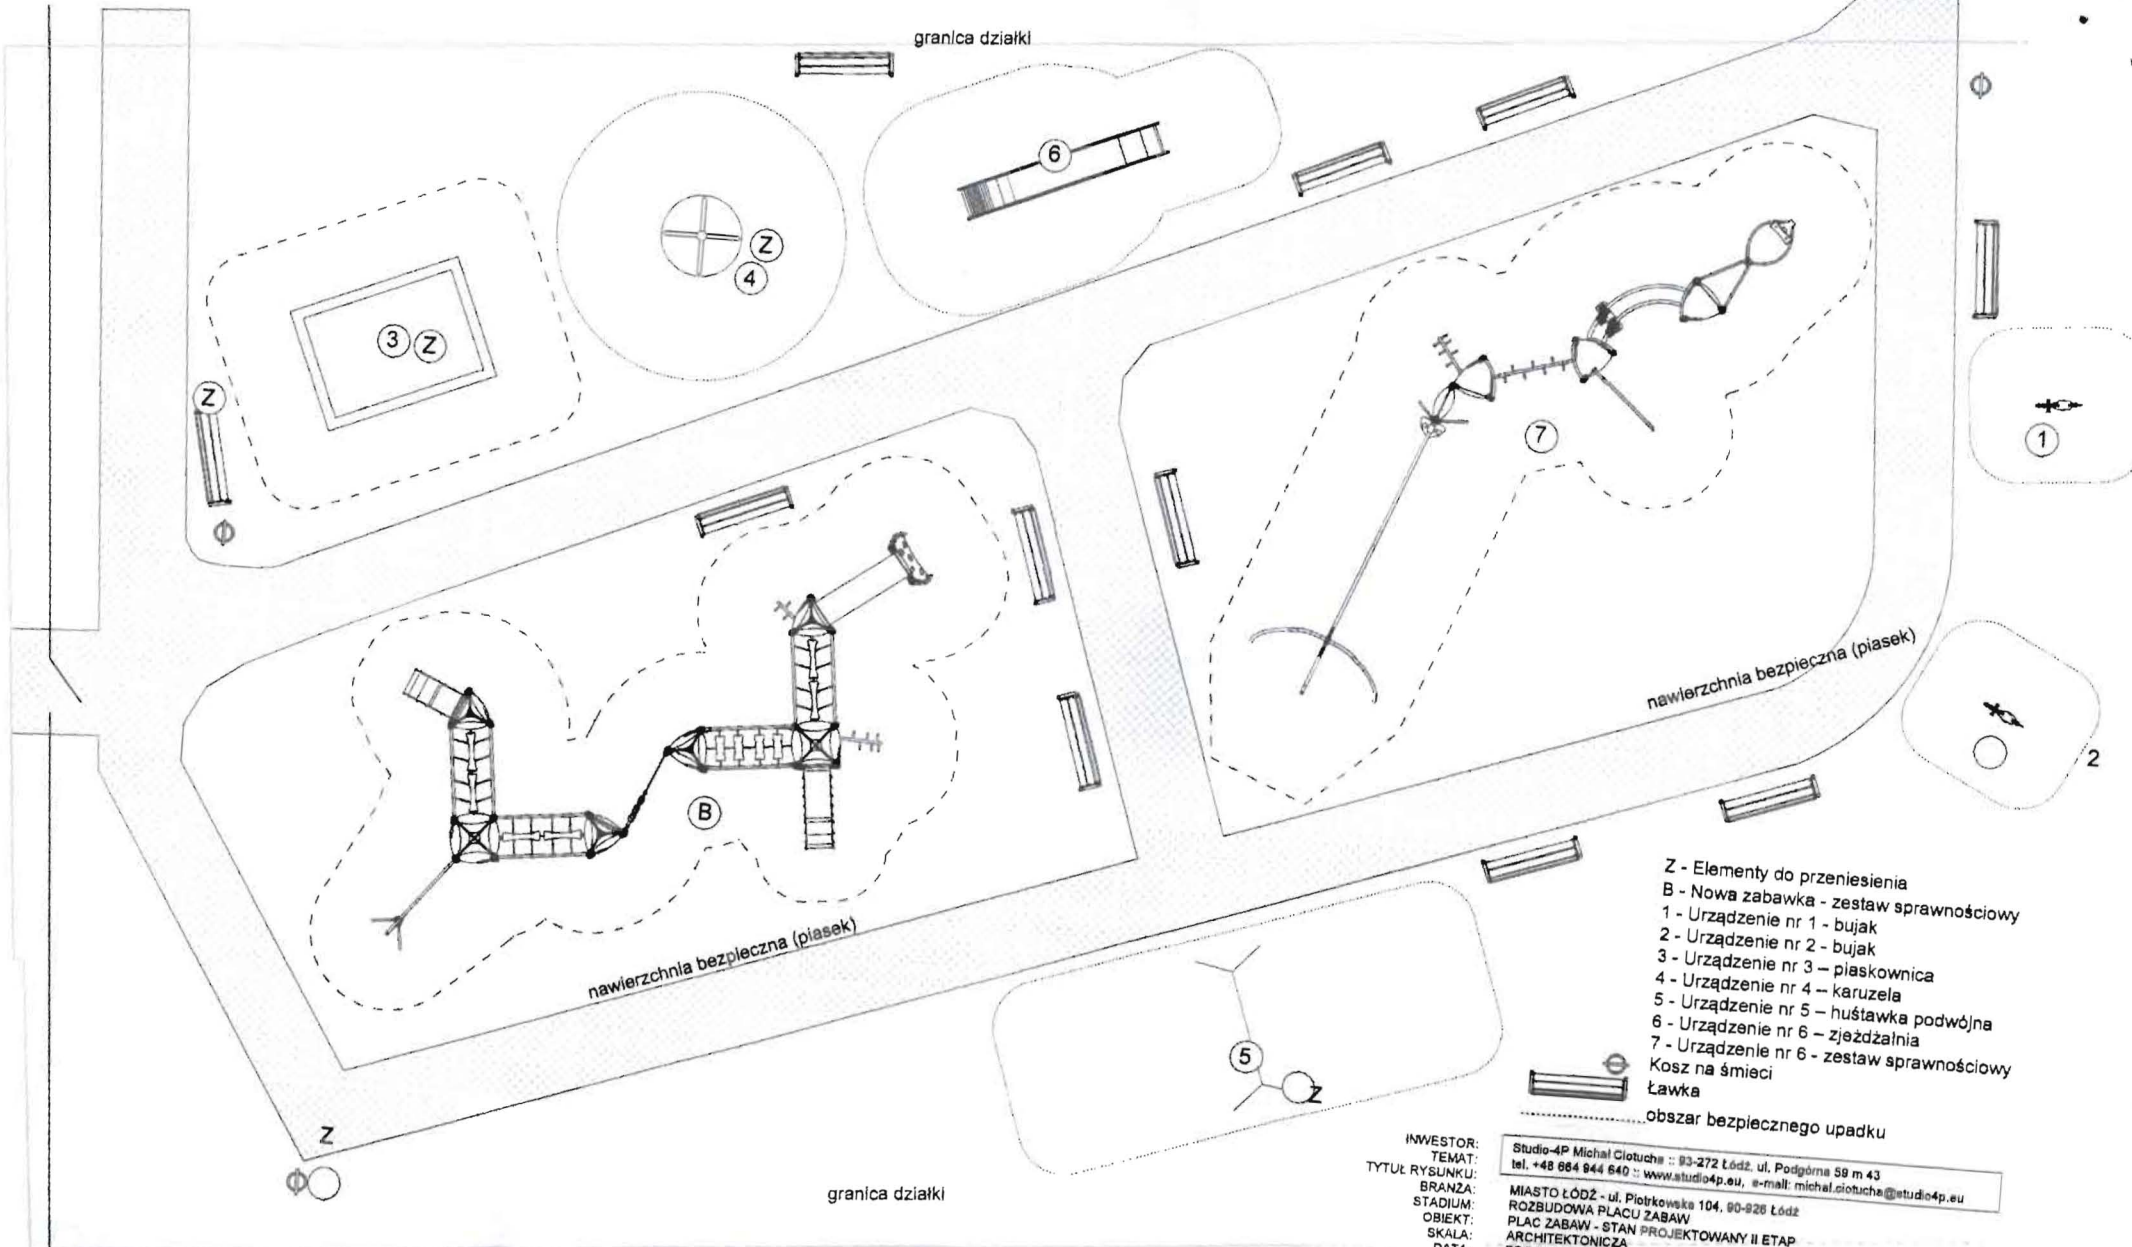 granica działki
6
Z
4
3
Z
Z
7
1
nawierzchnia bezpieczna (piasek)
2
B
nawierzchnia bezpieczna (piasek)
5
Z
Z
granica działki
Z - Elementy do przeniesienia
B - Nowa zabawka - zestaw sprawnościowy
1 - Urządzenie nr 1 - bujak
2 - Urządzenie nr 2 - bujak
3 - Urządzenie nr 3 – piaskownica
4 - Urządzenie nr 4 – karuzela
5 - Urządzenie nr 5 – huśtawka podwójna
6 - Urządzenie nr 6 – zjeżdżalnia
7 - Urządzenie nr 6 - zestaw sprawnościowy
Kosz na śmieci
Ławka
obszar bezpiecznego upadku
Studio-4P Michał Ciotucha :: 93-272 Łódź, ul. Podgórna 59 m 43
tel. +48 664 944 640 :: www.studio4p.eu, e-mail: michal.ciotucha@studio4p.eu
INWESTOR: MIASTO ŁÓDŹ - ul. Piotrkowska 104, 90-926 Łódź
TEMAT: ROZBUDOWA PLACU ZABAW
TYTUŁ RYSUNKU: PLAC ZABAW - STAN PROJEKTOWANY II ETAP
BRANŻA: ARCHITEKTONICZA
STADIUM:
OBIEKT:
SKALA: